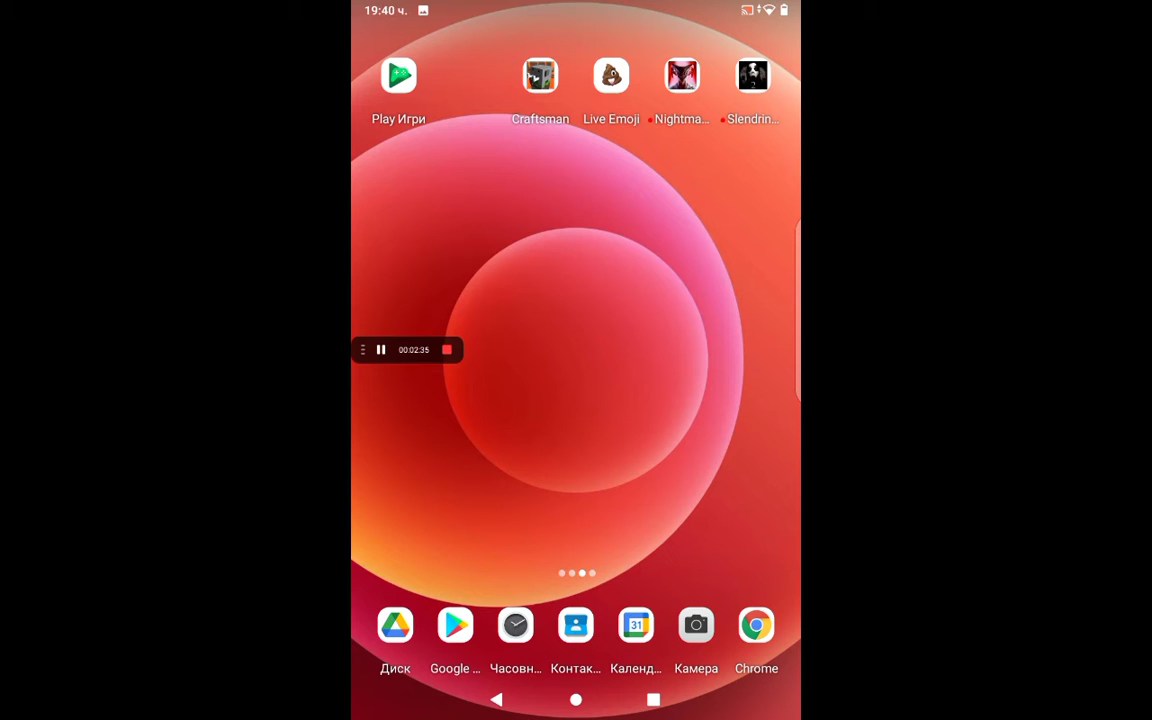 19:40 ч.
Play Игри
Craftsman
Live Emoji
Nightma...
Slendrin...
00:02:35
Диск
Google ...
Часовн...
Контак...
31
Календ...
Камера
Chrome